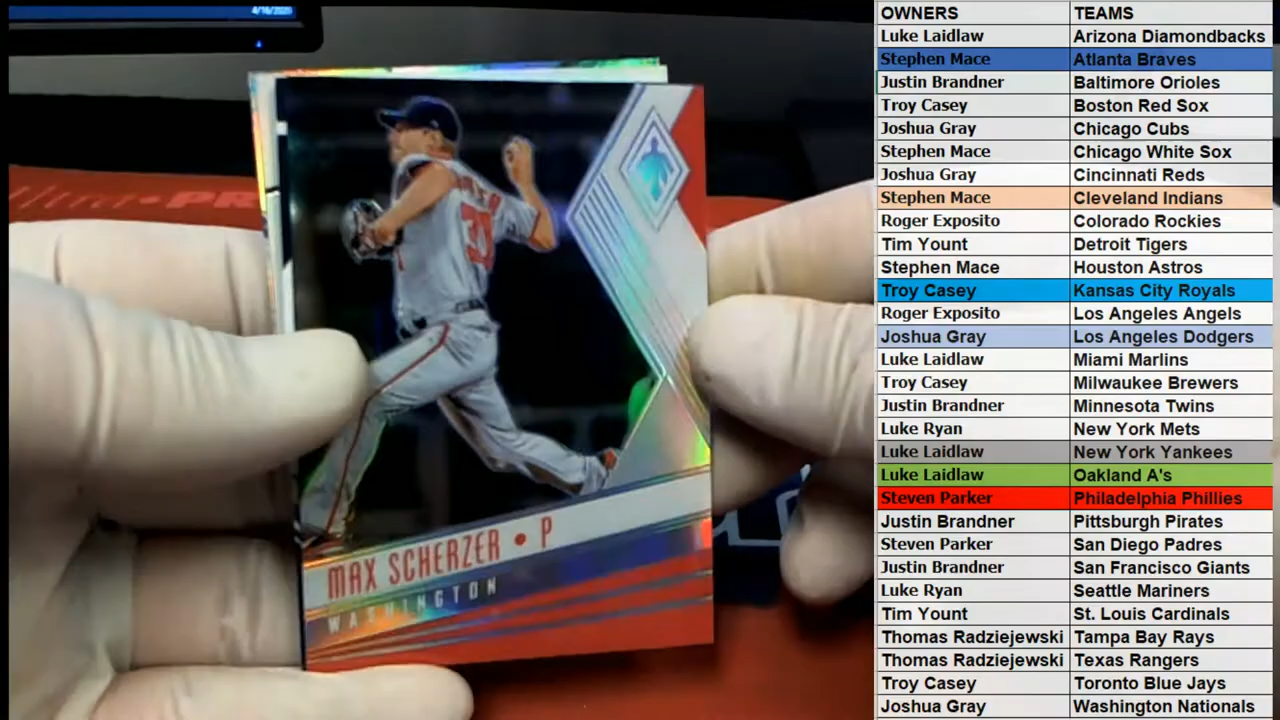 4/16/2020
MAX SCHERZER • P
WASHINGTON
OWNERS TEAMS
Luke Laidlaw Arizona Diamondbacks
Stephen Mace Atlanta Braves
Justin Brandner Baltimore Orioles
Troy Casey Boston Red Sox
Joshua Gray Chicago Cubs
Stephen Mace Chicago White Sox
Joshua Gray Cincinnati Reds
Stephen Mace Cleveland Indians
Roger Exposito Colorado Rockies
Tim Yount Detroit Tigers
Stephen Mace Houston Astros
Troy Casey Kansas City Royals
Roger Exposito Los Angeles Angels
Joshua Gray Los Angeles Dodgers
Luke Laidlaw Miami Marlins
Troy Casey Milwaukee Brewers
Justin Brandner Minnesota Twins
Luke Ryan New York Mets
Luke Laidlaw New York Yankees
Luke Laidlaw Oakland A's
Steven Parker Philadelphia Phillies
Justin Brandner Pittsburgh Pirates
Steven Parker San Diego Padres
Justin Brandner San Francisco Giants
Luke Ryan Seattle Mariners
Tim Yount St. Louis Cardinals
Thomas Radziejewski Tampa Bay Rays
Thomas Radziejewski Texas Rangers
Troy Casey Toronto Blue Jays
Joshua Gray Washington Nationals